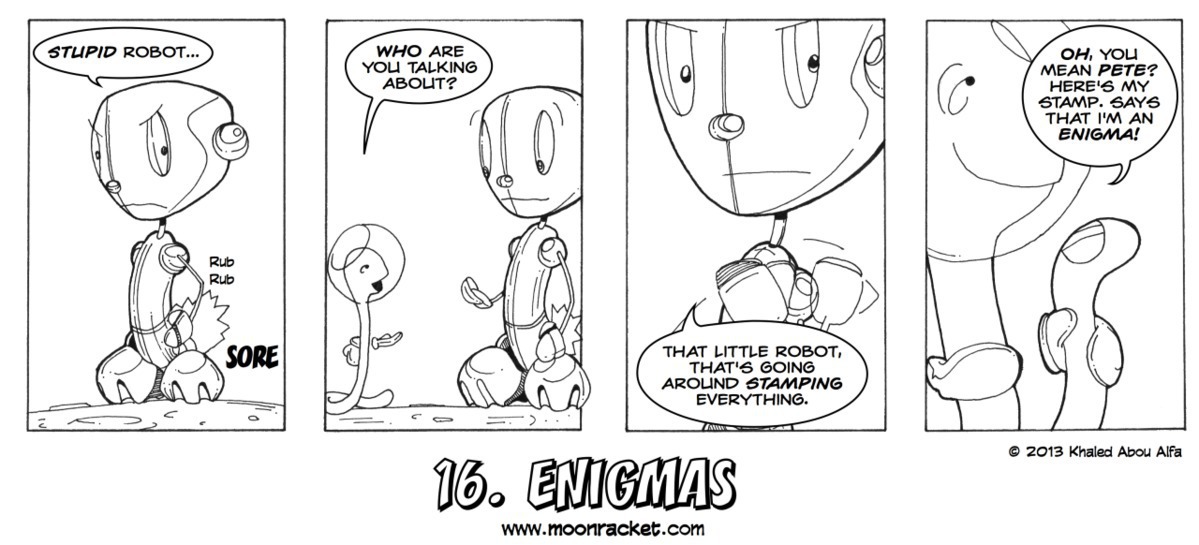 STUPID ROBOT...
Rub
Rub
SORE
WHO ARE
YOU TALKING
ABOUT?
THAT LITTLE ROBOT,
THAT'S GOING
AROUND STAMPING
EVERYTHING.
OH, YOU
MEAN PETE?
HERE'S MY
STAMP. SAYS
THAT I'M AN
ENIGMA!
© 2013 Khaled Abou Alfa
16. ENIGMAS
www.moonracket.com